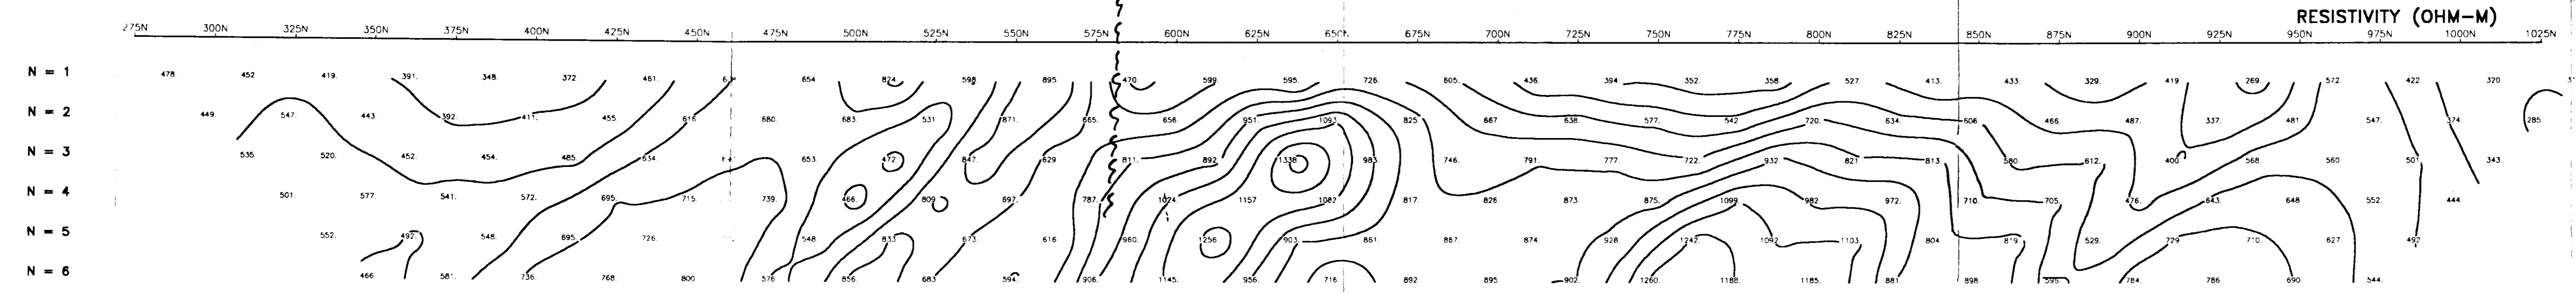 RESISTIVITY (OHM-M)
275N 300N 325N 350N 375N 400N 425N 450N 475N 500N 525N 550N 575N 600N 625N 650N 675N 700N 725N 750N 775N 800N 825N 850N 875N 900N 925N 950N 975N 1000N 1025N
N = 1 478. 452 419. 391. 348. 372 461. 654 824. 598. 895. 470. 599. 595. 726. 605. 436. 394. 352. 358. 527. 413. 433. 329. 419 269. 572. 422 320.
N = 2 449. 547. 443 392. 411. 455. 616 680. 683. 531 871. 665. 656. 951. 1093. 825. 667. 638. 577. 542 720. 634. 606 466. 487. 337. 481 547. 374 285.
N = 3 535 520. 452. 454. 485. 634. 653. 472 847. 629 811. 892. 1338. 983. 746. 791. 777. 722. 932 821 813 580. 612. 400 568. 560 501. 343.
N = 4 501. 577. 541. 572. 695. 715. 739. 466. 809. 697. 787. 1024. 1157 1082 817. 826. 873. 875. 1099. 982. 972. 710. 705. 476. 643. 648 552. 444
N = 5 552. 492. 548. 695. 726. 548. 833. 673. 616 960. 1256 903. 861. 867. 874. 928. 1242. 1092 1103 804 819 529. 729 710. 627. 492
N = 6 466 581. 736. 768. 800 576 856. 683 594. 906. 1145. 956. 716 892. 895. 902. 1260. 1188. 1185. 881. 898 595. 784. 786 690. 544.